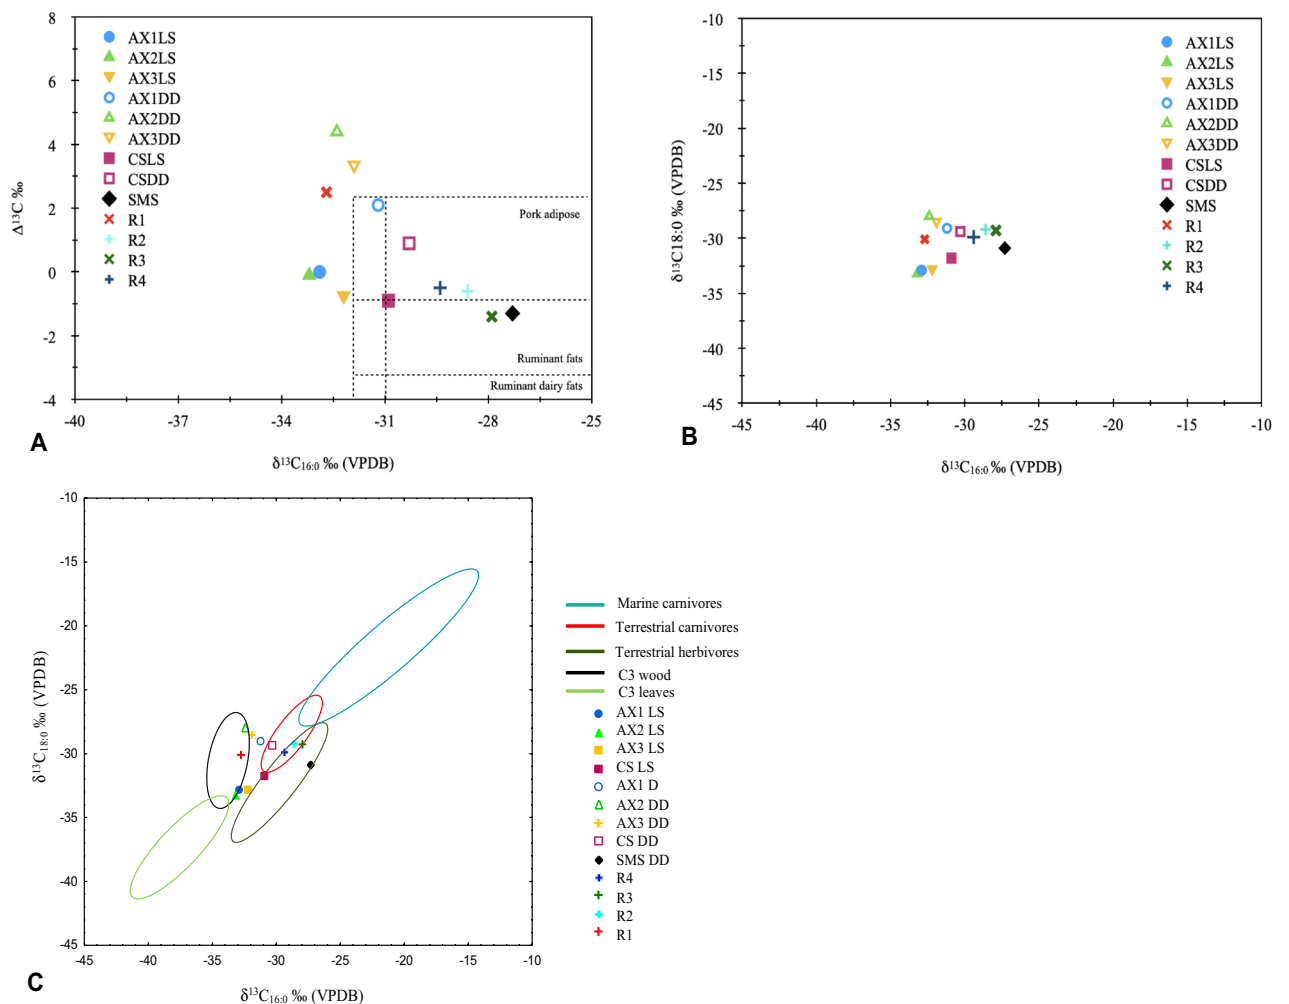 8
6
4
2
0
-2
-4
-40
-37
-34
-31
-28
-25
Δ¹³C ‰
δ¹³C₁₆:₀ ‰ (VPDB)
AX1LS
AX2LS
AX3LS
AX1DD
AX2DD
AX3DD
CSLS
CSDD
SMS
R1
R2
R3
R4
Pork adipose
Ruminant fats
Ruminant dairy fats
A
-10
-15
-20
-25
-30
-35
-40
-45
-45
-35
-30
-25
-20
-15
-10
δ¹³C18:0 ‰ (VPDB)
δ¹³C₁₆:₀ ‰ (VPDB)
AX1LS
AX2LS
AX3LS
AX1DD
AX2DD
AX3DD
CSLS
CSDD
SMS
R1
R2
R3
R4
B
-10
-15
-20
-25
-30
-35
-40
-45
-45
-40
-35
-30
-25
-20
-15
-10
δ¹³C₁₈:₀ ‰ (VPDB)
δ¹³C₁₆:₀ ‰ (VPDB)
Marine carnivores
Terrestrial carnivores
Terrestrial herbivores
C3 wood
C3 leaves
AX1 LS
AX2 LS
AX3 LS
CS LS
AX1 D
AX2 DD
AX3 DD
CS DD
SMS DD
R4
R3
R2
R1
C